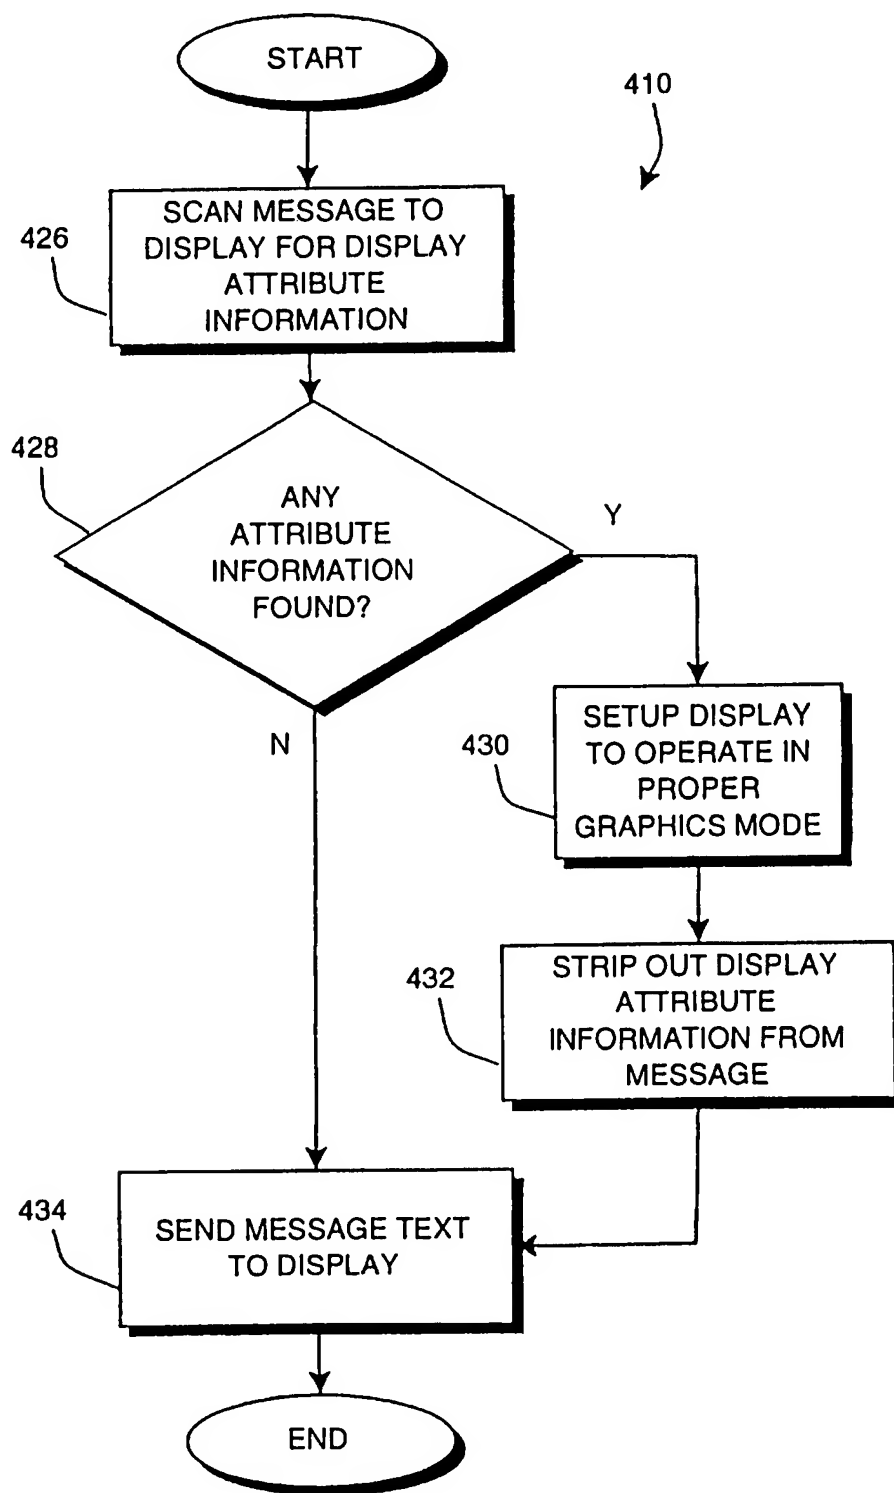 START
410
SCAN MESSAGE TO
DISPLAY FOR DISPLAY
ATTRIBUTE
INFORMATION
426
428
ANY
ATTRIBUTE
INFORMATION
FOUND?
Y
N
SETUP DISPLAY
TO OPERATE IN
PROPER
GRAPHICS MODE
430
STRIP OUT DISPLAY
ATTRIBUTE
INFORMATION FROM
MESSAGE
432
434
SEND MESSAGE TEXT
TO DISPLAY
END